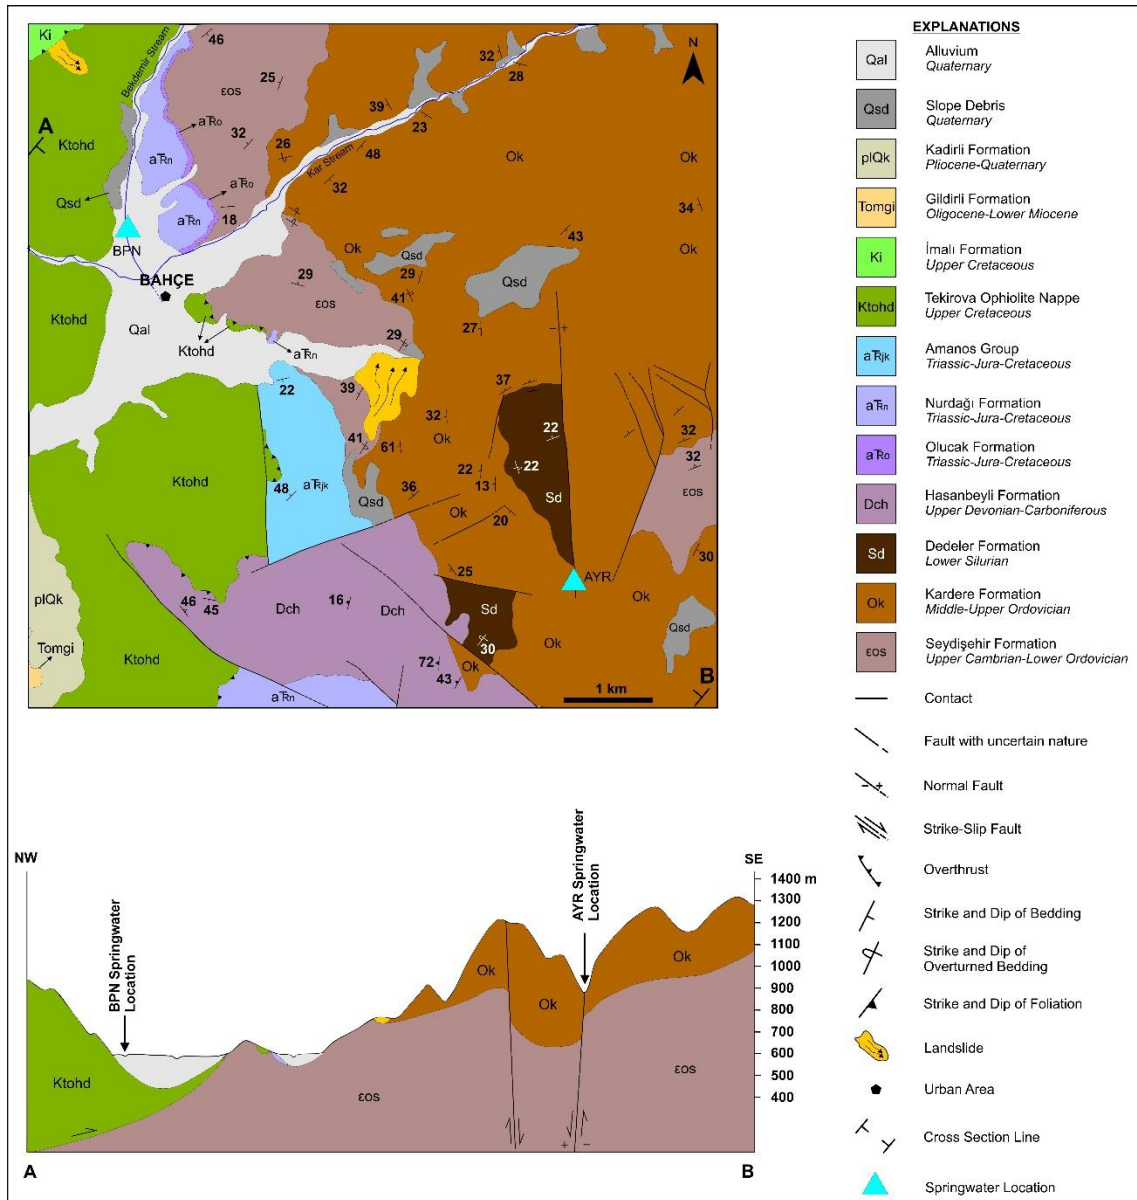 EXPLANATIONS
Qal
Alluvium
Quaternary
Qsd
Slope Debris
Quaternary
plQk
Kadirli Formation
Pliocene-Quaternary
Tomgi
Gildirli Formation
Oligocene-Lower Miocene
Ki
İmalı Formation
Upper Cretaceous
Ktohd
Tekirova Ophiolite Nappe
Upper Cretaceous
aTRjk
Amanos Group
Triassic-Jura-Cretaceous
aTRn
Nurdağı Formation
Triassic-Jura-Cretaceous
aTRo
Olucak Formation
Triassic-Jura-Cretaceous
Dch
Hasanbeyli Formation
Upper Devonian-Carboniferous
Sd
Dedeler Formation
Lower Silurian
Ok
Kardere Formation
Middle-Upper Ordovician
εos
Seydişehir Formation
Upper Cambrian-Lower Ordovician
Contact
Fault with uncertain nature
- +
Normal Fault
Strike-Slip Fault
Overthrust
Strike and Dip of Bedding
Strike and Dip of
Overturned Bedding
Strike and Dip of Foliation
Landslide
Urban Area
Cross Section Line
Springwater Location
Ki
Bekdemir Stream
46
32
N
25
εos
28
39
A
aTRo
23
Ktohd
32
26
48
Ok
Ok
aTRn
Kar Stream
aTRo
32
Qsd
aTRn
18
34
43
BPN
Ok
Qsd
Ok
BAHÇE
29
29
Qsd
41
εos
Ktohd
Qal
27
- +
29
Ktohd
aTRn
37
22
39
32
Ok
22
32
41
61
32
Ktohd
22
22
48
aTRjk
13
εos
36
Qsd
Sd
Ok
20
30
25
AYR
plQk
46
45
16
Dch
Dch
Sd
Ok
Ok
Qsd
Tomgi
Ktohd
30
72
Ok
43
B
aTRn
1 km
NW
SE
1400 m
1300
1200
1100
1000
900
800
700
600
500
400
BPN Springwater
Location
AYR Springwater
Location
Ok
Ok
Ok
Ktohd
εos
εos
+ -
A
B